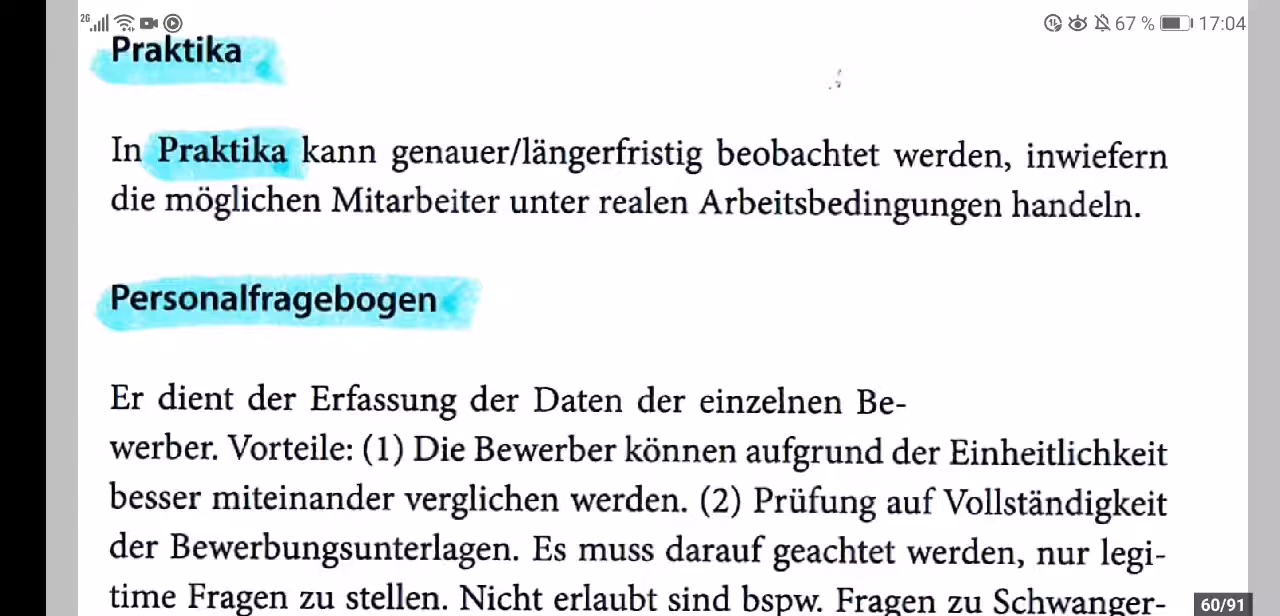 2G 67 % 17:04
Praktika
In Praktika kann genauer/längerfristig beobachtet werden, inwiefern
die möglichen Mitarbeiter unter realen Arbeitsbedingungen handeln.
Personalfragebogen
Er dient der Erfassung der Daten der einzelnen Be-
werber. Vorteile: (1) Die Bewerber können aufgrund der Einheitlichkeit
besser miteinander verglichen werden. (2) Prüfung auf Vollständigkeit
der Bewerbungsunterlagen. Es muss darauf geachtet werden, nur legi-
time Fragen zu stellen. Nicht erlaubt sind bspw. Fragen zu Schwanger-
60/91